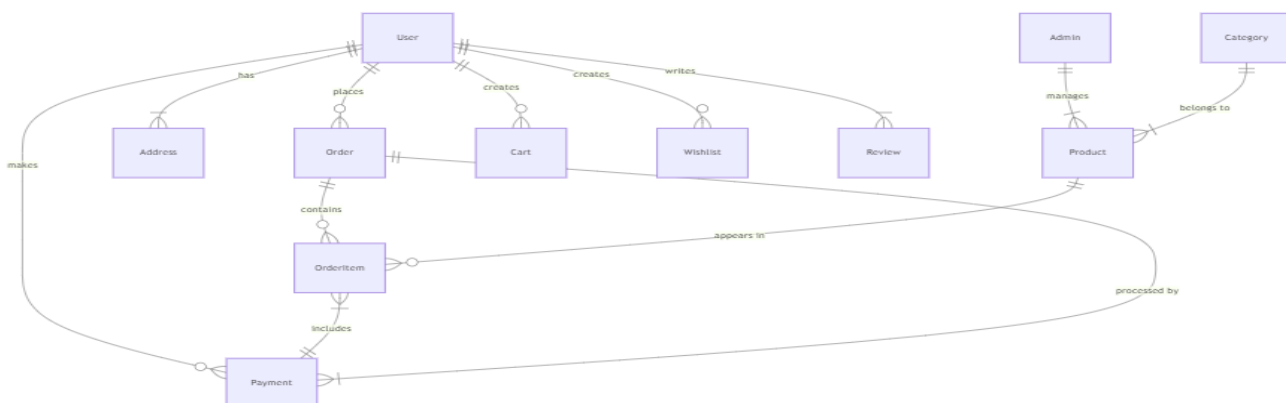 User
Admin
Category
has
creates
writes
places
creates
manages
belongs to
Address
Order
Cart
Wishlist
Review
Product
makes
contains
appears in
OrderItem
processed by
includes
Payment